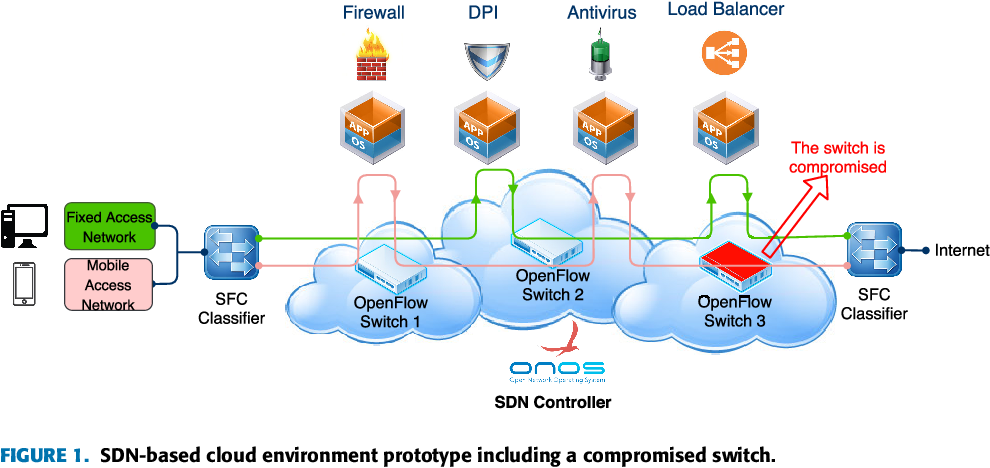 Firewall
DPI
Antivirus
Load Balancer
APP
OS
APP
OS
APP
OS
APP
OS
The switch is
compromised
Fixed Access
Network
Mobile
Access
Network
SFC
Classifier
OpenFlow
Switch 1
OpenFlow
Switch 2
OpenFlow
Switch 3
SFC
Classifier
Internet
onos
Open Network Operating System
SDN Controller
FIGURE 1. SDN-based cloud environment prototype including a compromised switch.